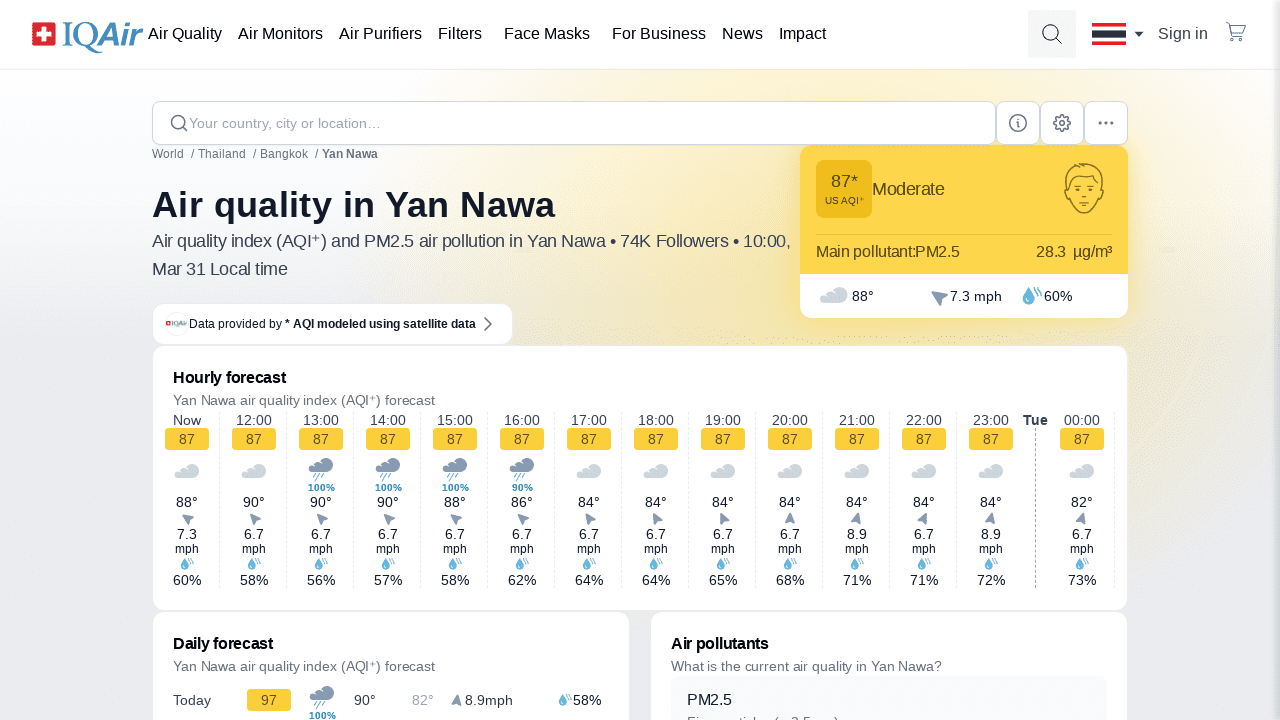 IQAir Air Quality Air Monitors Air Purifiers Filters Face Masks For Business News Impact Sign in
Your country, city or location...
World / Thailand / Bangkok / Yan Nawa
Air quality in Yan Nawa
Air quality index (AQI⁺) and PM2.5 air pollution in Yan Nawa • 74K Followers • 10:00,
Mar 31 Local time
87*
US AQI⁺
Moderate
Main pollutant:PM2.5 28.3 µg/m³
88° 7.3 mph 60%
Data provided by * AQI modeled using satellite data
Hourly forecast
Yan Nawa air quality index (AQI⁺) forecast
Now 12:00 13:00 14:00 15:00 16:00 17:00 18:00 19:00 20:00 21:00 22:00 23:00 Tue 00:00
87 87 87 87 87 87 87 87 87 87 87 87 87 87
100% 100% 100% 90%
88° 90° 90° 90° 88° 86° 84° 84° 84° 84° 84° 84° 84° 82°
7.3 6.7 6.7 6.7 6.7 6.7 6.7 6.7 6.7 6.7 8.9 6.7 8.9 6.7
mph mph mph mph mph mph mph mph mph mph mph mph mph mph
60% 58% 56% 57% 58% 62% 64% 64% 65% 68% 71% 71% 72% 73%
Daily forecast
Yan Nawa air quality index (AQI⁺) forecast
Today 97 100% 90° 82° 8.9mph 58%
Air pollutants
What is the current air quality in Yan Nawa?
PM2.5